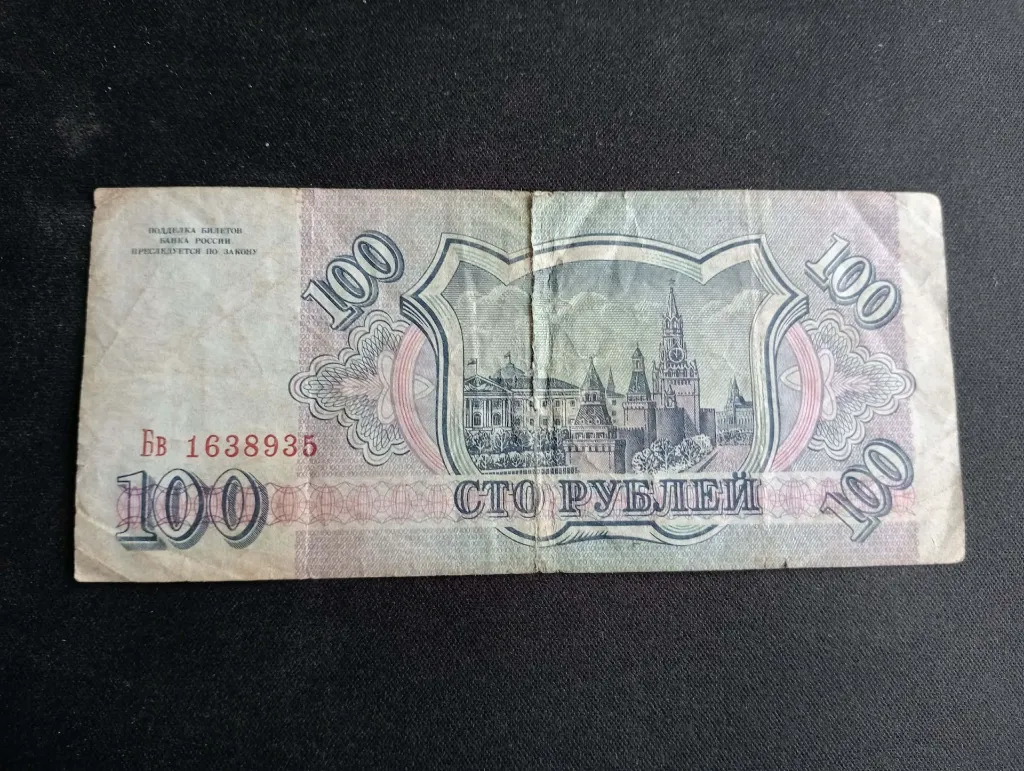 ПОДДЕЛКА БИЛЕТОВ
БАНКА РОССИИ
ПРЕСЛЕДУЕТСЯ ПО ЗАКОНУ
100
100
Бв 1638935
100
СТО РУБЛЕЙ
100